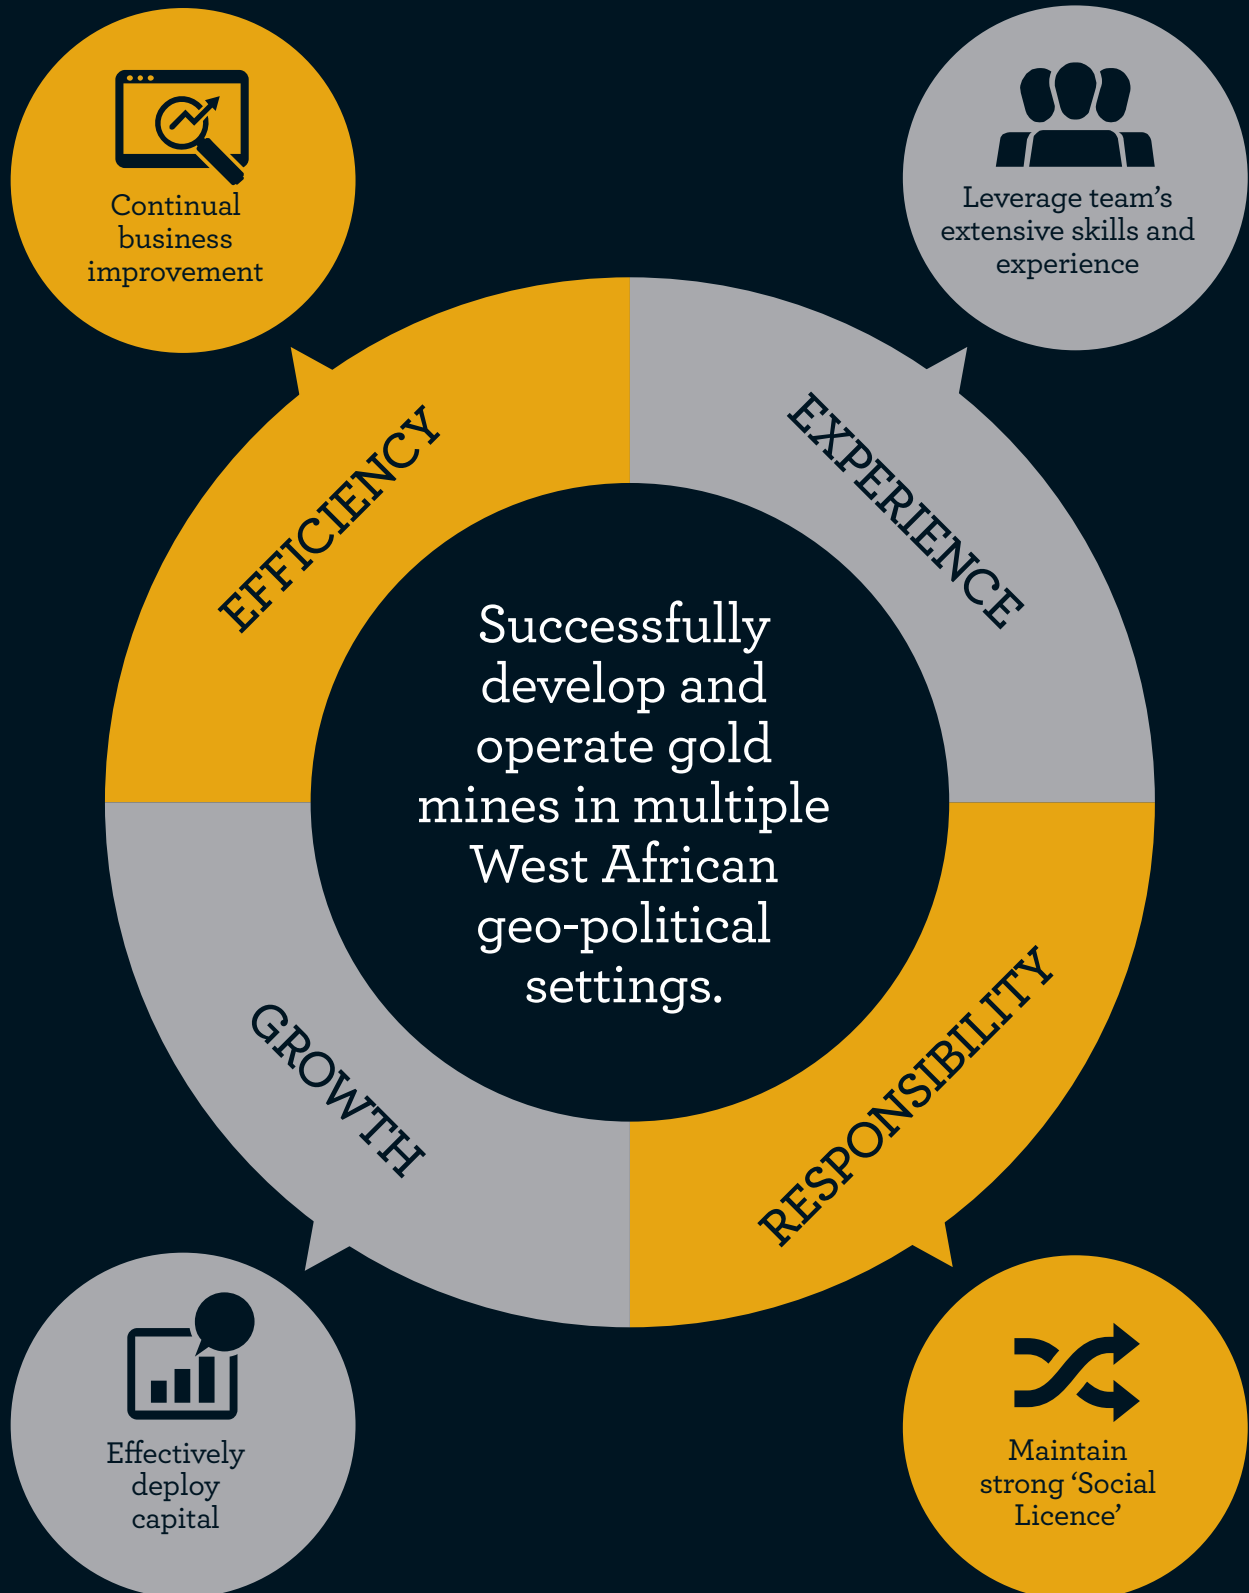 Continual
business
improvement
Leverage team’s
extensive skills and
experience
EFFICIENCY
EXPERIENCE
Successfully
develop and
operate gold
mines in multiple
West African
geo-political
settings.
GROWTH
RESPONSIBILITY
Effectively
deploy
capital
Maintain
strong ‘Social
Licence’